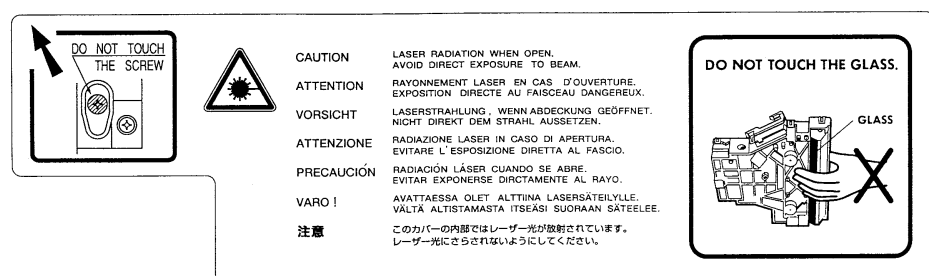 DO NOT TOUCH
THE SCREW
CAUTION
LASER RADIATION WHEN OPEN.
AVOID DIRECT EXPOSURE TO BEAM.
ATTENTION
RAYONNEMENT LASER EN CAS D'OUVERTURE.
EXPOSITION DIRECTE AU FAISCEAU DANGEREUX.
VORSICHT
LASERSTRAHLUNG, WENN ABDECKUNG GEÖFFNET.
NICHT DIREKT DEM STRAHL AUSSETZEN.
ATTENZIONE
RADIAZIONE LASER IN CASO DI APERTURA.
EVITARE L'ESPOSIZIONE DIRETTA AL FASCIO.
PRECAUCIÓN
RADIACIÓN LÁSER CUANDO SE ABRE.
EVITAR EXPONERSE DIRCTAMENTE AL RAYO.
VARO !
AVATTAESSA OLET ALTTIINA LASERSÄTEILYLLE.
VÄLTÄ ALTISTAMASTA ITSEÄSI SUORAAN SÄTEELEE.
注意
このカバーの内部ではレーザー光が放射されています。
レーザー光にさらされないようにしてください。
DO NOT TOUCH THE GLASS.
GLASS